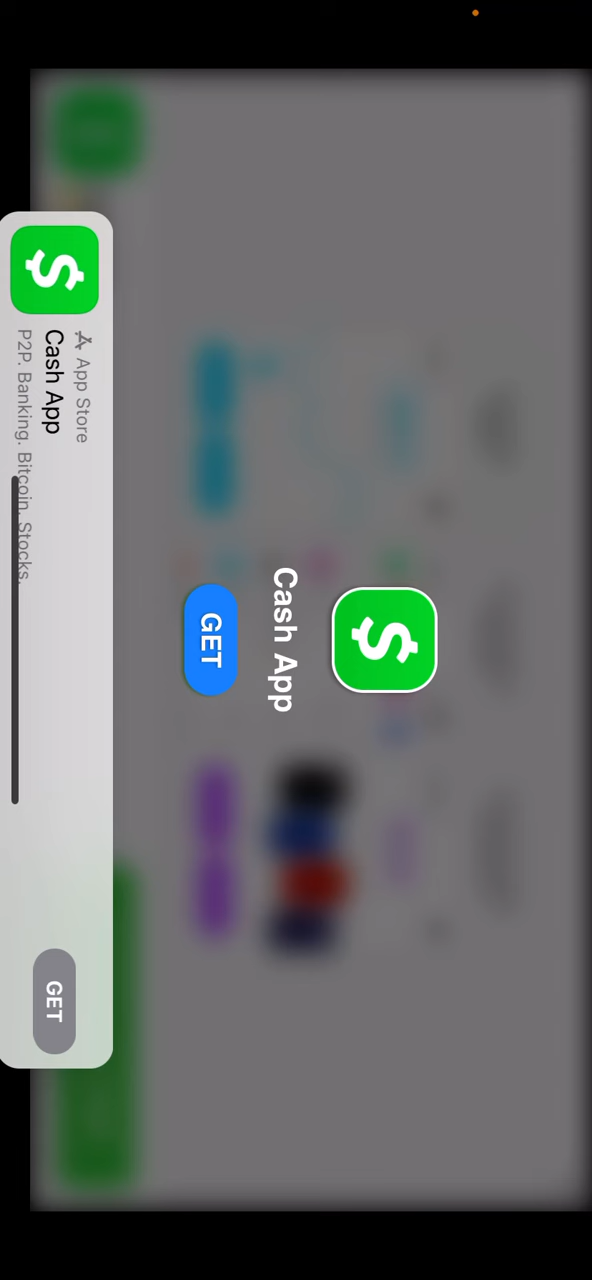 Cash App
GET
App Store
Cash App
P2P. Banking. Bitcoin. Stocks.
GET